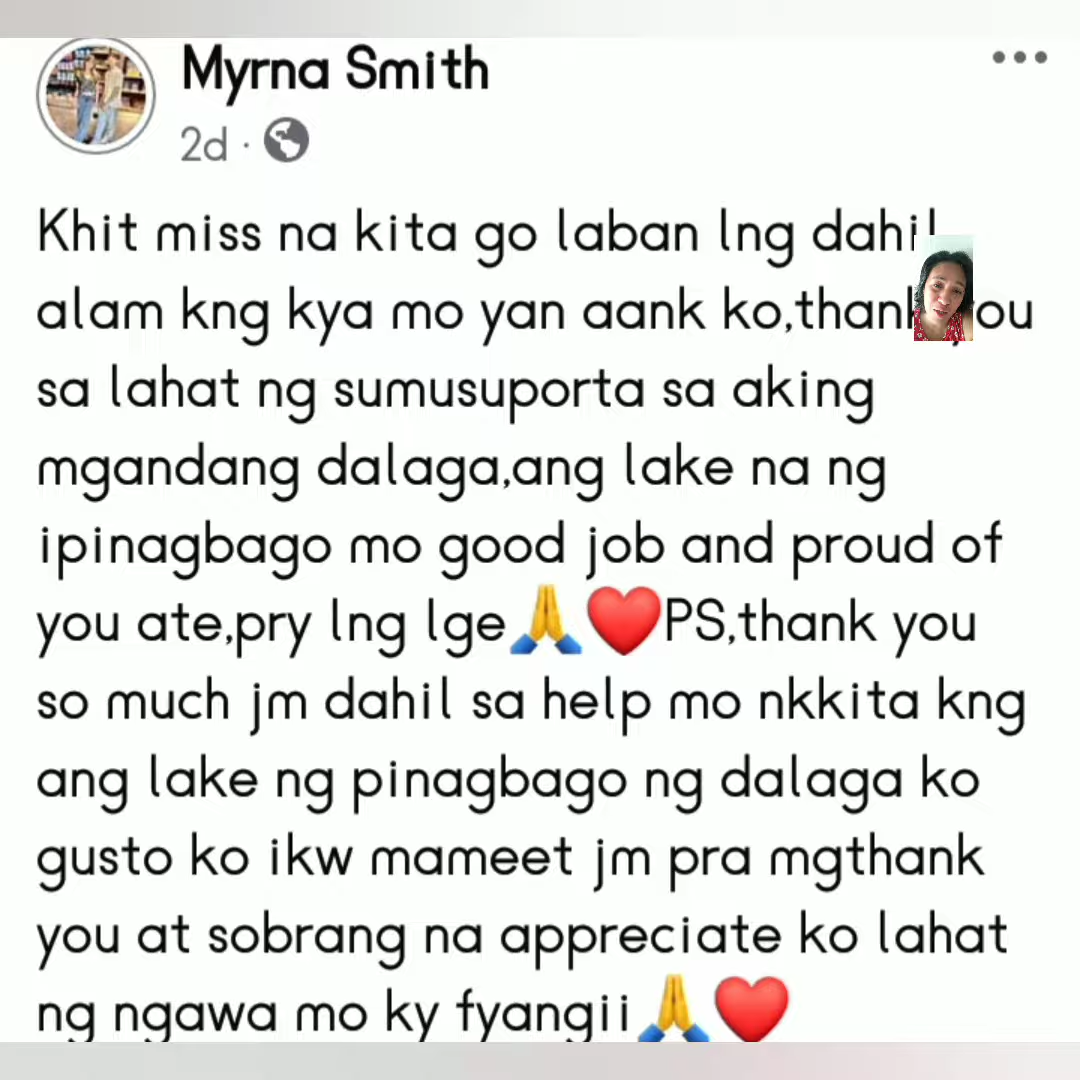 Myrna Smith
2d ·
Khit miss na kita go laban lng dahil
alam kng kya mo yan aank ko,thank you
sa lahat ng sumusuporta sa aking
mgandang dalaga,ang lake na ng
ipinagbago mo good job and proud of
you ate,pry lng lge🙏❤️PS,thank you
so much jm dahil sa help mo nkkita kng
ang lake ng pinagbago ng dalaga ko
gusto ko ikw mameet jm pra mgthank
you at sobrang na appreciate ko lahat
ng ngawa mo ky fyangii🙏❤️